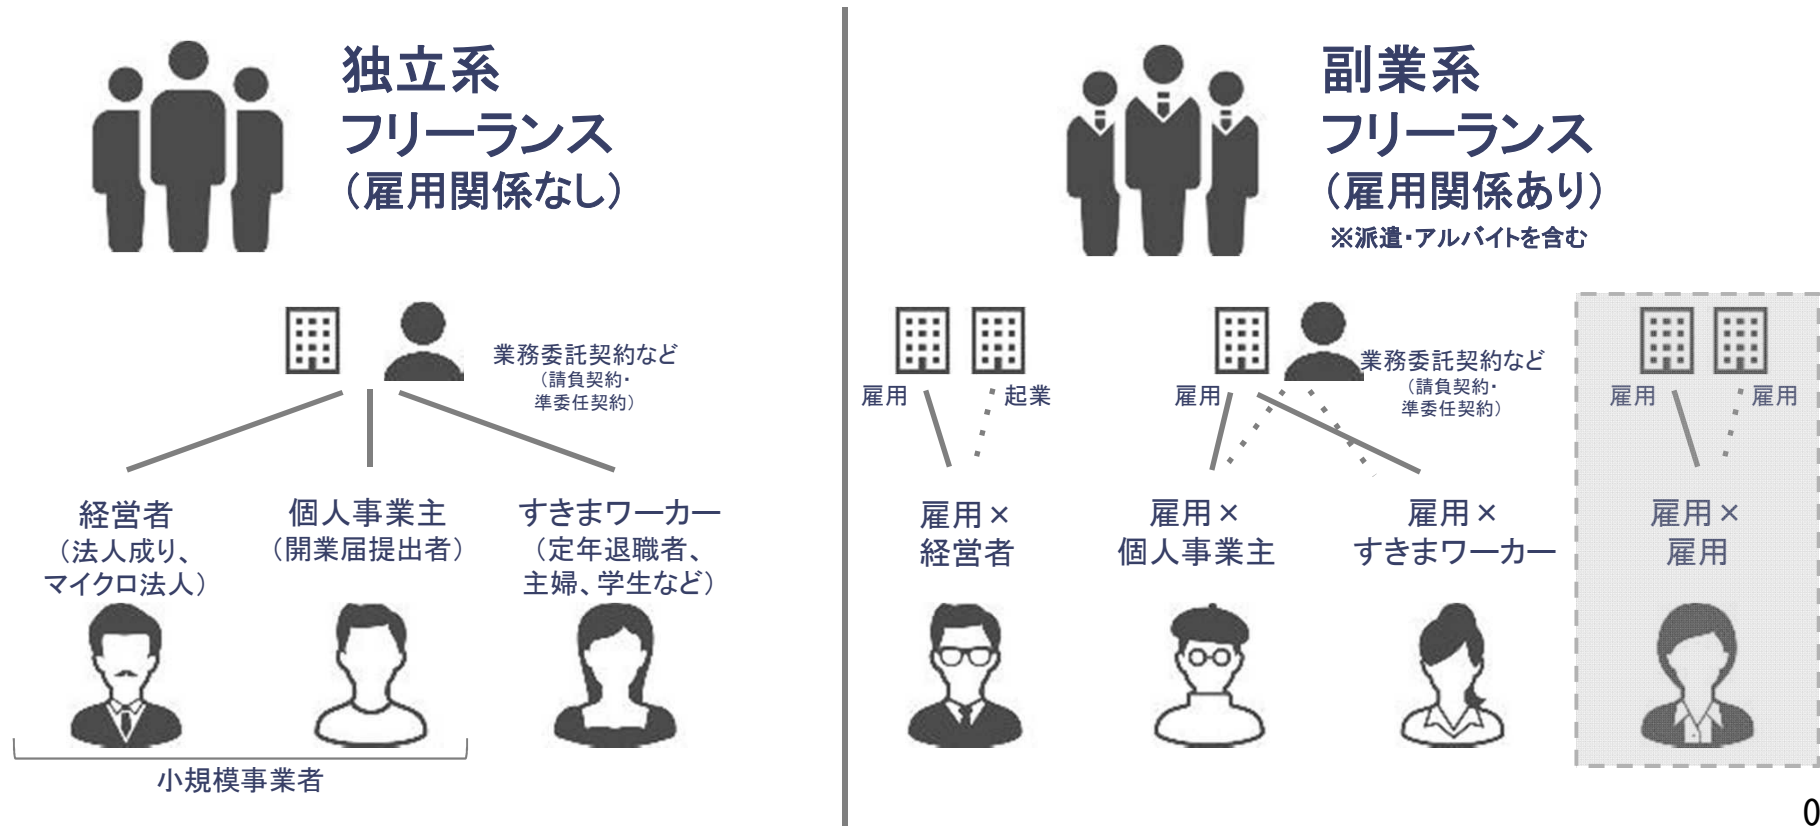 独立系
フリーランス
（雇用関係なし）
業務委託契約など
（請負契約・
準委任契約）
経営者
（法人成り、
マイクロ法人）
個人事業主
（開業届提出者）
すきまワーカー
（定年退職者、
主婦、学生など）
小規模事業者
副業系
フリーランス
（雇用関係あり）
※派遣・アルバイトを含む
雇用
起業
雇用
業務委託契約など
（請負契約・
準委任契約）
雇用
雇用
雇用×
経営者
雇用×
個人事業主
雇用×
すきまワーカー
雇用×
雇用
0